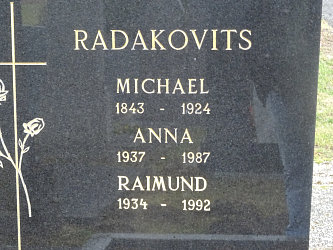 RADAKOVITS
MICHAEL
1843 - 1924
ANNA
1937 - 1987
RAIMUND
1934 - 1992